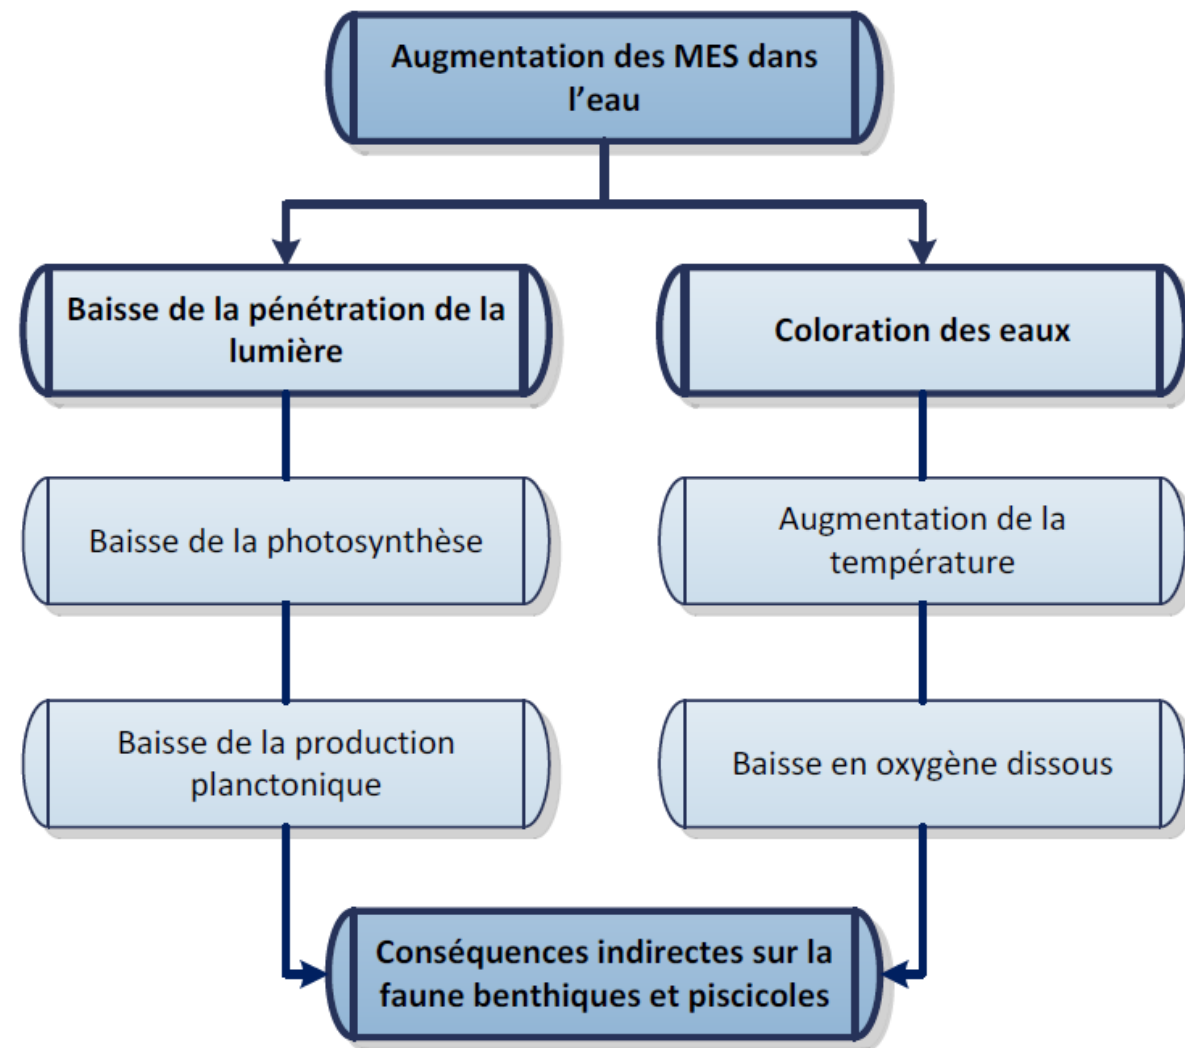 Augmentation des MES dans
l'eau
Baisse de la pénétration de la
lumière
Coloration des eaux
Baisse de la photosynthèse
Augmentation de la
température
Baisse de la production
planctonique
Baisse en oxygène dissous
Conséquences indirectes sur la
faune benthiques et piscicoles